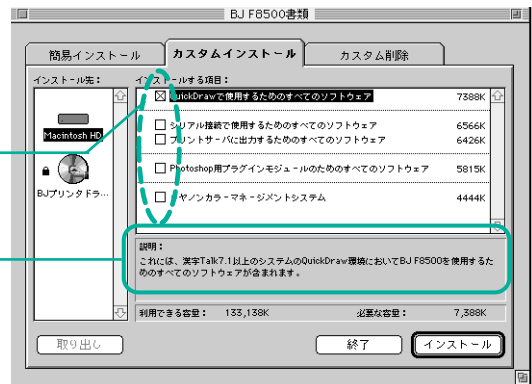 BJ F8500書類
簡易インストール
カスタムインストール
カスタム削除
インストール先：
インストールする項目：
Macintosh HD
BJプリンタドラ...
QuickDrawで使用するためのすべてのソフトウェア 7388K
シリアル接続で使用するためのすべてのソフトウェア 6566K
プリントサーバに出力するためのすべてのソフトウェア 6426K
Photoshop用プラグインモジュールのためのすべてのソフトウェア 5815K
キヤノンカラーマネージメントシステム 4444K
説明：
これには、漢字Talk7.1以上のシステムのQuickDraw環境においてBJ F8500を使用するた
めのすべてのソフトウェアが含まれます。
利用できる容量： 133,138K 必要な容量： 7,388K
取り出し
終了
インストール